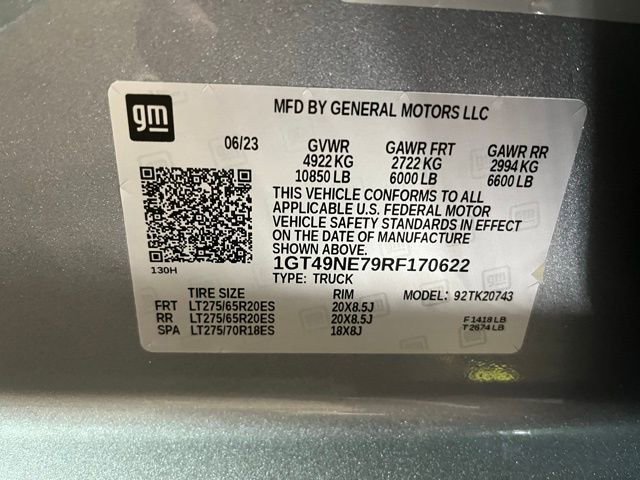 gm
MFD BY GENERAL MOTORS LLC
06/23 GVWR GAWR FRT GAWR RR
4922 KG 2722 KG 2994 KG
10850 LB 6000 LB 6600 LB
THIS VEHICLE CONFORMS TO ALL
APPLICABLE U.S. FEDERAL MOTOR
VEHICLE SAFETY STANDARDS IN EFFECT
ON THE DATE OF MANUFACTURE
SHOWN ABOVE.
130H
1GT49NE79RF170622
TYPE: TRUCK
TIRE SIZE RIM MODEL: 92TK20743
FRT LT275/65R20ES 20X8.5J
RR LT275/65R20ES 20X8.5J F 1418 LB
SPA LT275/70R18ES 18X8J T 2674 LB